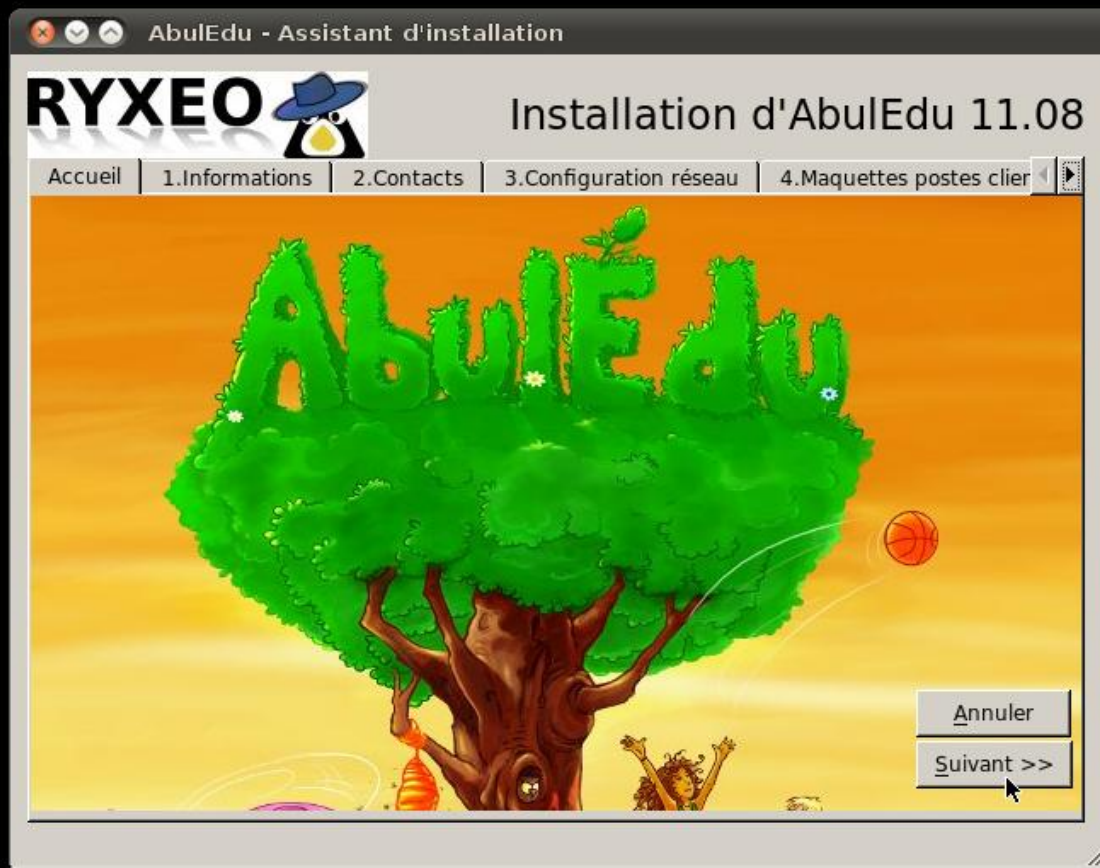 AbulEdu - Assistant d'installation
RYXEO
Installation d'AbulEdu 11.08
Accueil 1.Informations 2.Contacts 3.Configuration réseau 4.Maquettes postes clier
AbulÉdu
Annuler
Suivant >>